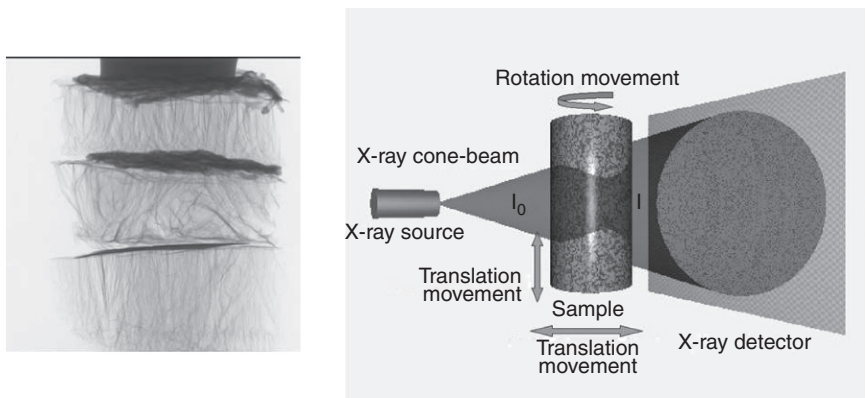 Rotation movement
X-ray cone-beam
I₀
I
X-ray source
Translation
movement
Sample
Translation
movement
X-ray detector